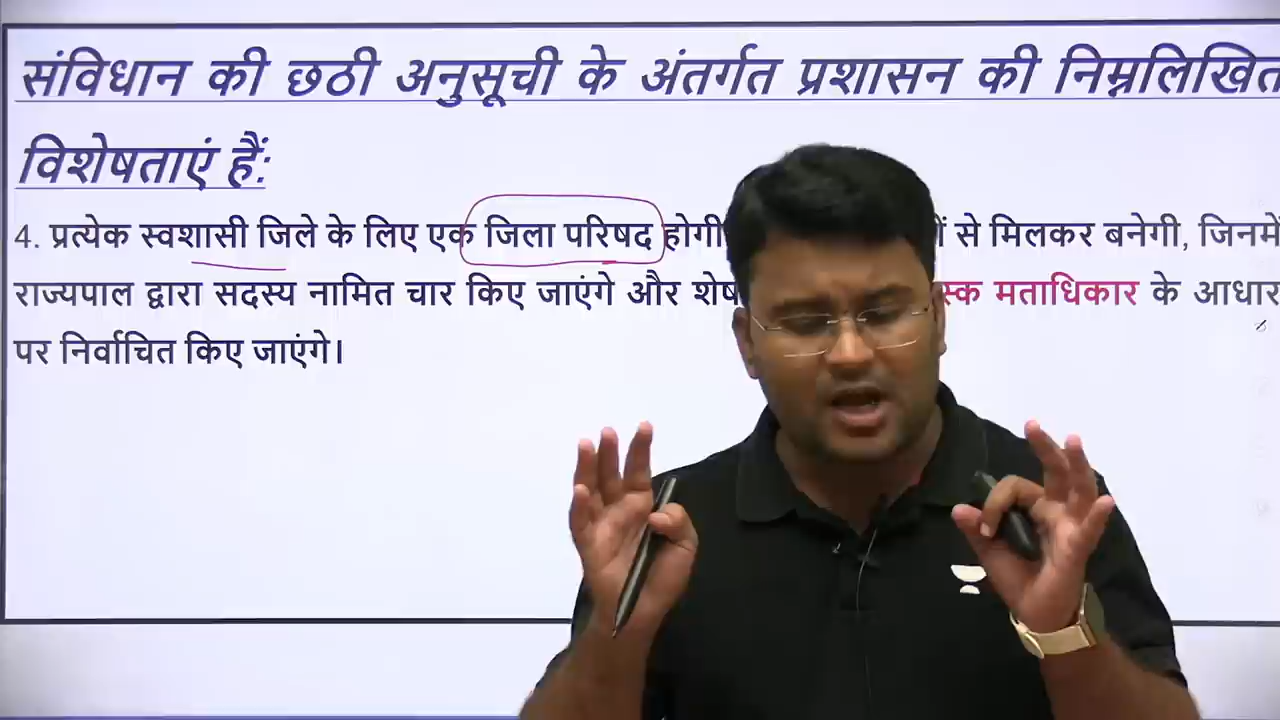 संविधान की छठी अनुसूची के अंतर्गत प्रशासन की निम्नलिखित
विशेषताएं हैं:
4. प्रत्येक स्वशासी जिले के लिए एक जिला परिषद होगी से मिलकर बनेगी, जिनमे
राज्यपाल द्वारा सदस्य नामित चार किए जाएंगे और शेष मताधिकार के आधार
पर निर्वाचित किए जाएंगे।